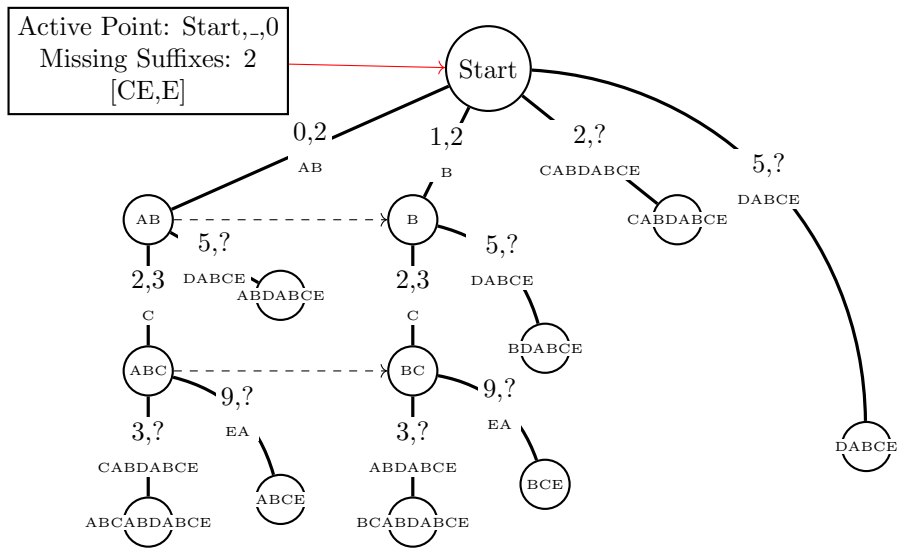 Active Point: Start,_,0
Missing Suffixes: 2
[CE,E]
Start
0,2
AB
1,2
B
2,?
CABDABCE
5,?
DABCE
AB
B
CABDABCE
5,?
DABCE
5,?
DABCE
2,3
C
ABDABCE
2,3
C
BDABCE
ABC
BC
9,?
EA
9,?
EA
3,?
CABDABCE
3,?
ABDABCE
DABCE
ABCE
BCE
ABCABDABCE
BCABDABCE